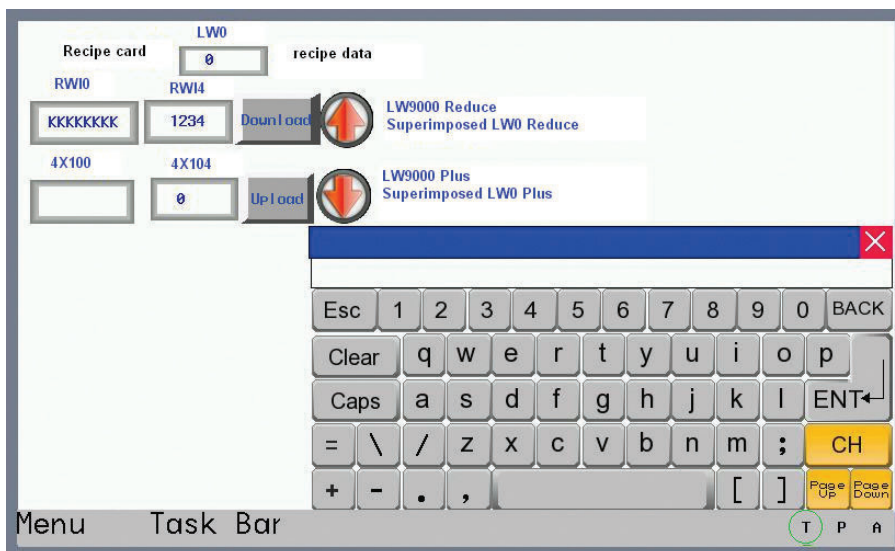 LW0
Recipe card 0 recipe data
RWI0 RWI4
KKKKKKKK 1234 Download
LW9000 Reduce
Superimposed LW0 Reduce
4X100 4X104
0 Upload
LW9000 Plus
Superimposed LW0 Plus
Esc 1 2 3 4 5 6 7 8 9 0 BACK
Clear q w e r t y u i o p
Caps a s d f g h j k l ENT
= \ / z x c v b n m ; CH
+ - . , [ ] Page Up Page Down
Menu Task Bar T P A